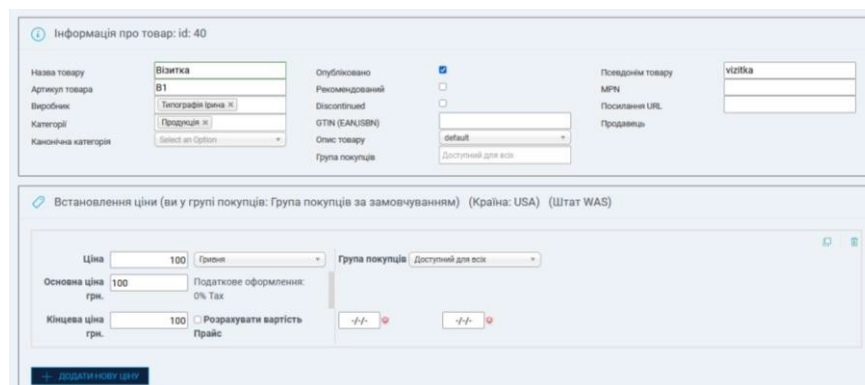 Інформація про товар: id: 40
Назва товару
Візитка
Артикул товара
B1
Виробник
Типографія Ірина ×
Категорії
Продукція ×
Канонічна категорія
Select an Option
Опубліковано
Рекомендований
Discontinued
GTIN (EAN,ISBN)
Опис товару
default
Група покупців
Доступний для всіх
Псевдонім товару
vizitka
MPN
Посилання URL
Продавець
Встановлення ціни (ви у групі покупців: Група покупців за замовчуванням) (Країна: USA) (Штат WAS)
Ціна
100
Гривня
Група покупців
Доступний для всіх
Основна ціна грн.
100
Податкове оформлення: 0% Tax
Кінцева ціна грн.
100
Розрахувати вартість Прайс
-/-/-
-/-/-
+ ДОДАТИ НОВУ ЦІНУ